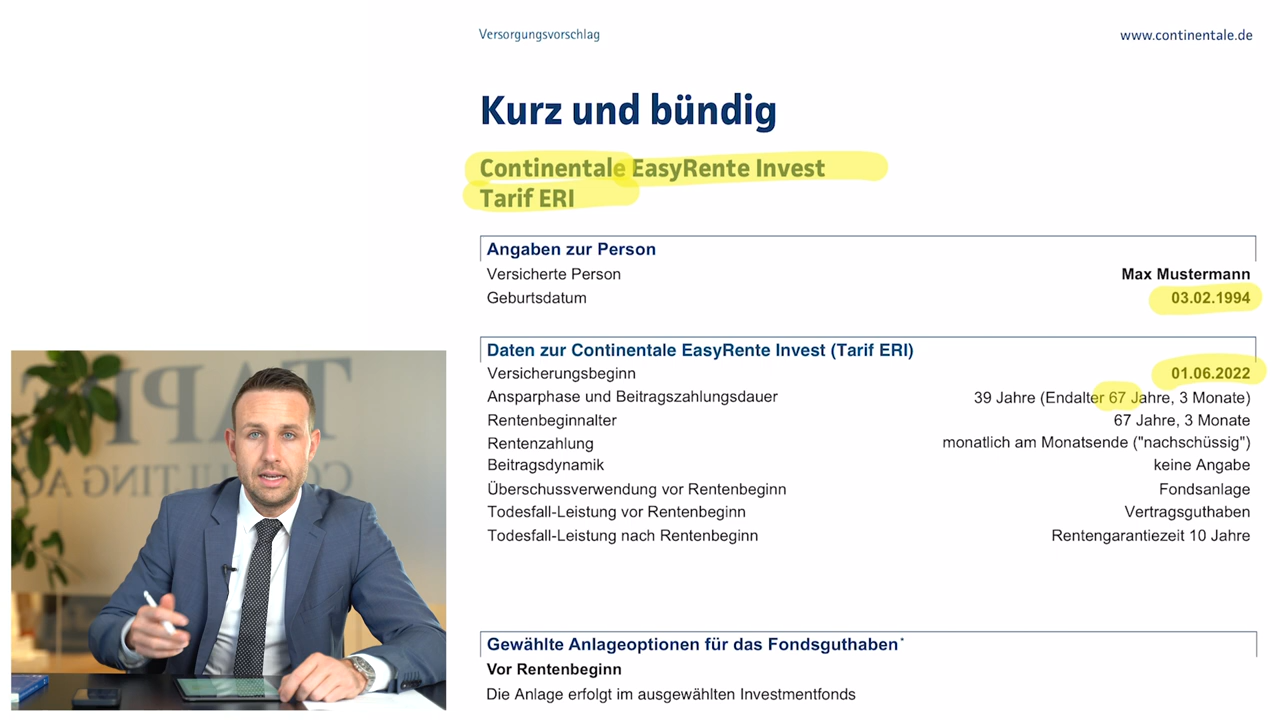 Versorgungsvorschlag www.continentale.de
Kurz und bündig
Continentale EasyRente Invest
Tarif ERI
Angaben zur Person
Versicherte Person Max Mustermann
Geburtsdatum 03.02.1994
Daten zur Continentale EasyRente Invest (Tarif ERI)
Versicherungsbeginn 01.06.2022
Ansparphase und Beitragszahlungsdauer 39 Jahre (Endalter 67 Jahre, 3 Monate)
Rentenbeginnalter 67 Jahre, 3 Monate
Rentenzahlung monatlich am Monatsende ("nachschüssig")
Beitragsdynamik keine Angabe
Überschussverwendung vor Rentenbeginn Fondsanlage
Todesfall-Leistung vor Rentenbeginn Vertragsguthaben
Todesfall-Leistung nach Rentenbeginn Rentengarantiezeit 10 Jahre
Gewählte Anlageoptionen für das Fondsguthaben*
Vor Rentenbeginn
Die Anlage erfolgt im ausgewählten Investmentfonds